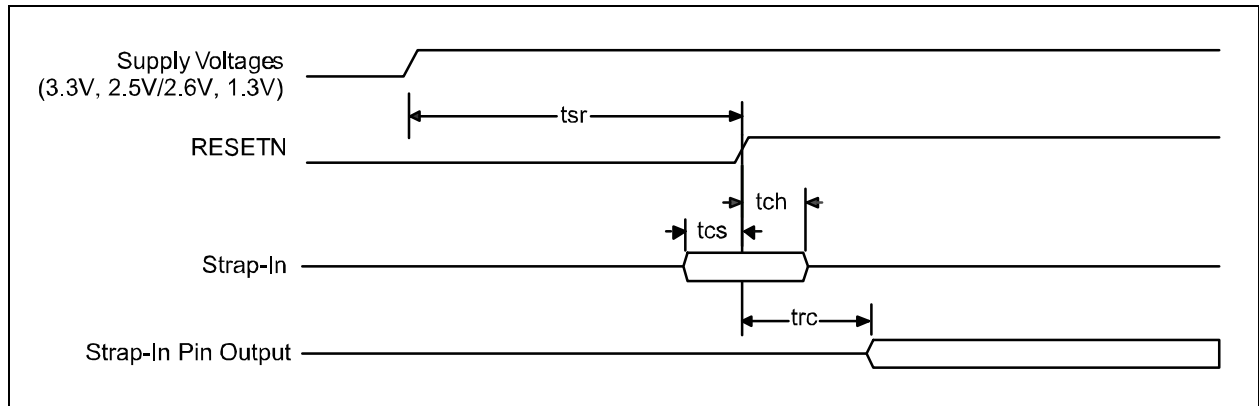 Supply Voltages
(3.3V, 2.5V/2.6V, 1.3V)
tsr
RESETN
tch
tcs
Strap-In
trc
Strap-In Pin Output